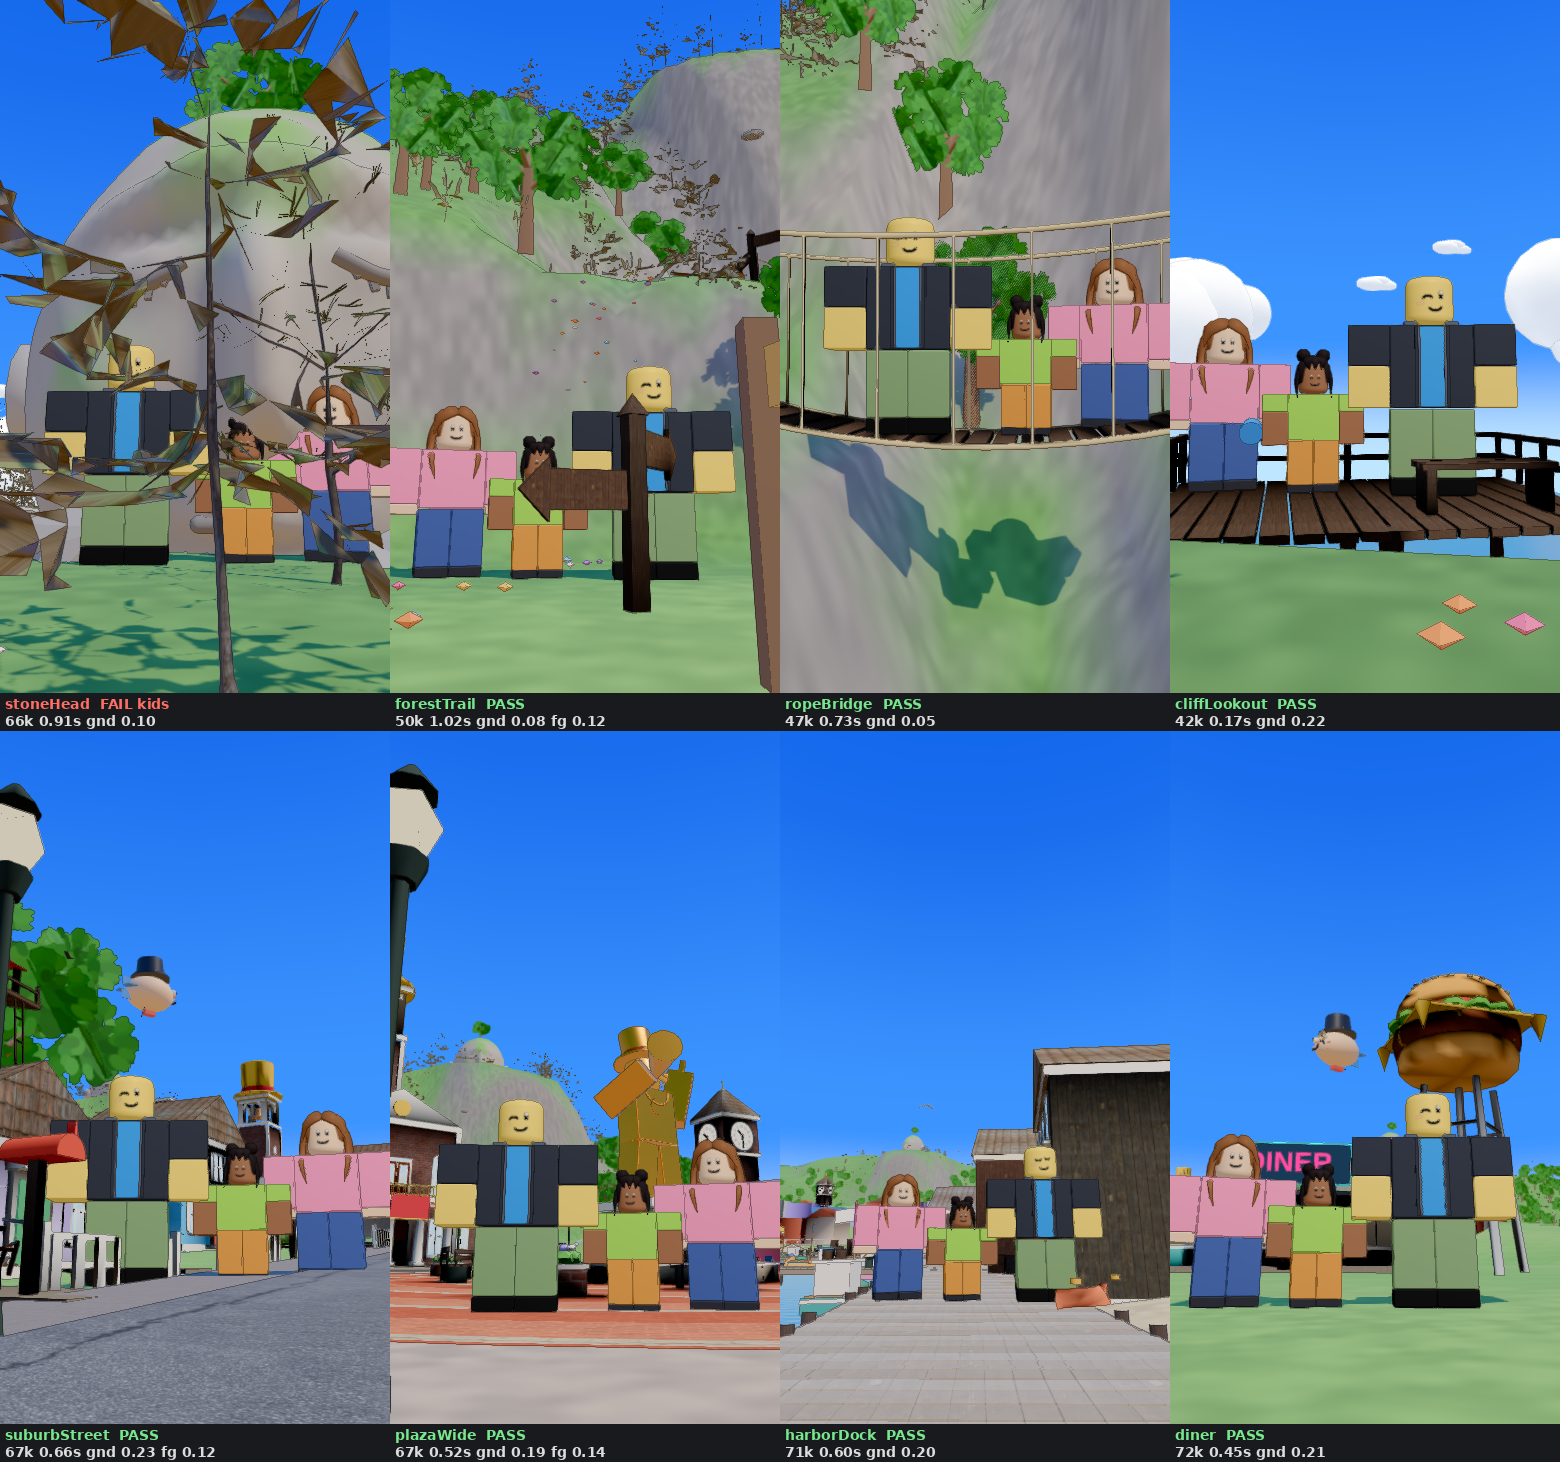 stoneHead FAIL kids
66k 0.91s gnd 0.10
forestTrail PASS
50k 1.02s gnd 0.08 fg 0.12
ropeBridge PASS
47k 0.73s gnd 0.05
cliffLookout PASS
42k 0.17s gnd 0.22
DINER
suburbStreet PASS
67k 0.66s gnd 0.23 fg 0.12
plazaWide PASS
67k 0.52s gnd 0.19 fg 0.14
harborDock PASS
71k 0.60s gnd 0.20
diner PASS
72k 0.45s gnd 0.21